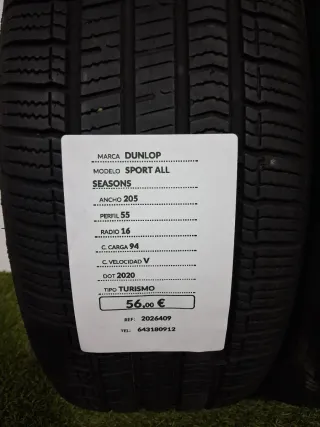 MARCA DUNLOP
MODELO SPORT ALL
SEASONS
ANCHO 205
PERFIL 55
RADIO 16
C. CARGA 94
C. VELOCIDAD V
DOT 2020
TIPO TURISMO
56,00 €
REF: 2026409
TEL: 643180912